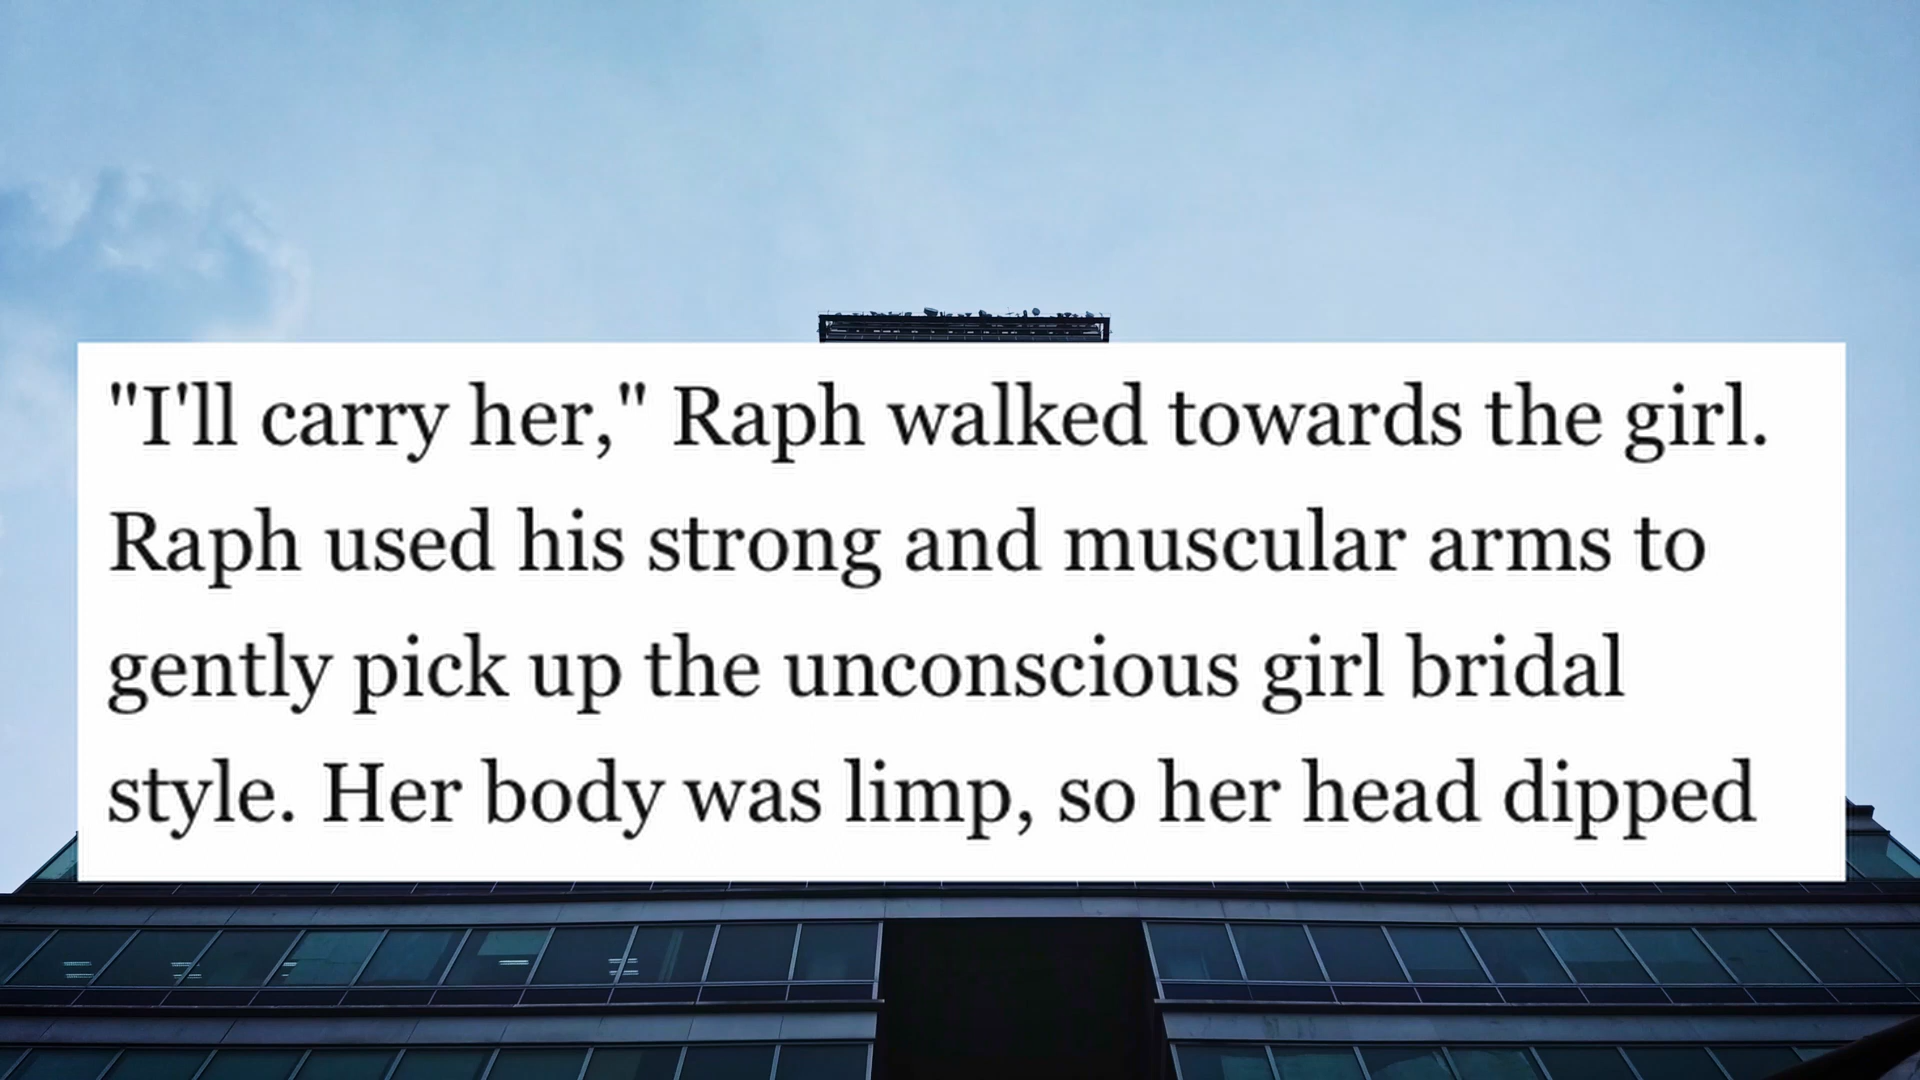 "I'll carry her," Raph walked towards the girl.
Raph used his strong and muscular arms to
gently pick up the unconscious girl bridal
style. Her body was limp, so her head dipped